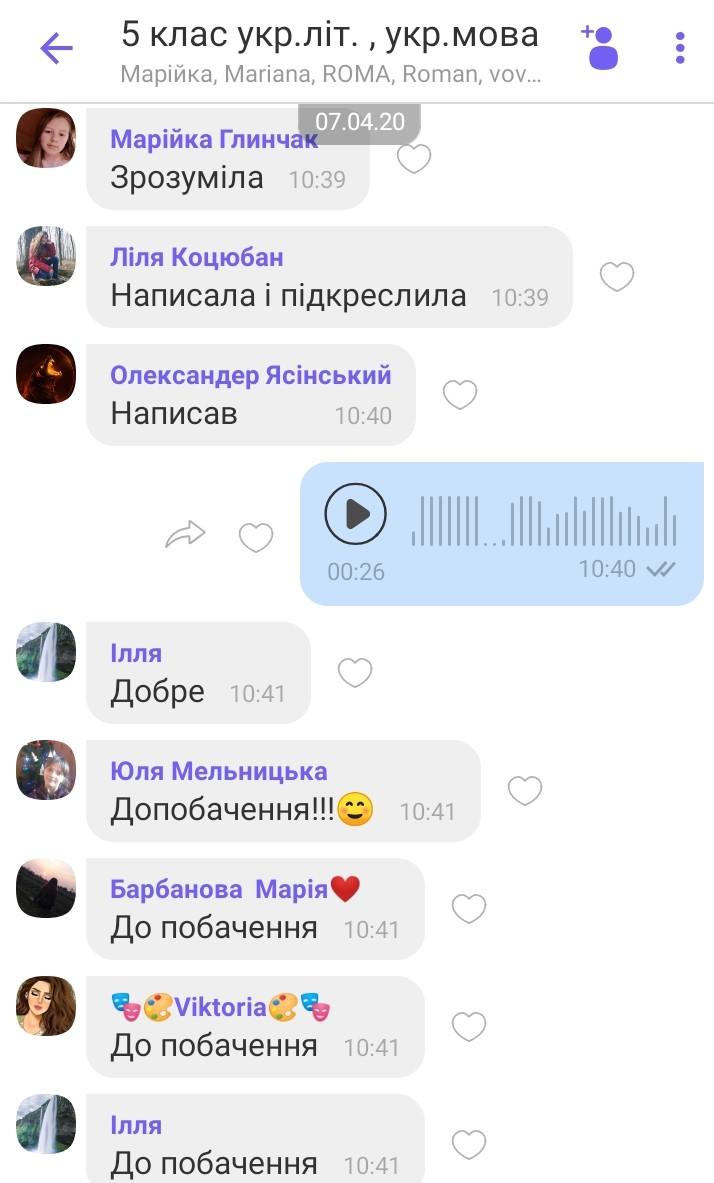 5 клас укр.літ. , укр.мова
Марійка, Mariana, ROMA, Roman, vov...
07.04.20
Марійка Глинчак
Зрозуміла 10:39
Ліля Коцюбан
Написала і підкреслила 10:39
Олександер Ясінський
Написав 10:40
00:26 10:40
Ілля
Добре 10:41
Юля Мельницька
Допобачення!!!😊 10:41
Барбанова Марія❤️
До побачення 10:41
🎭🎨Viktoria🎨🎭
До побачення 10:41
Ілля
До побачення 10:41